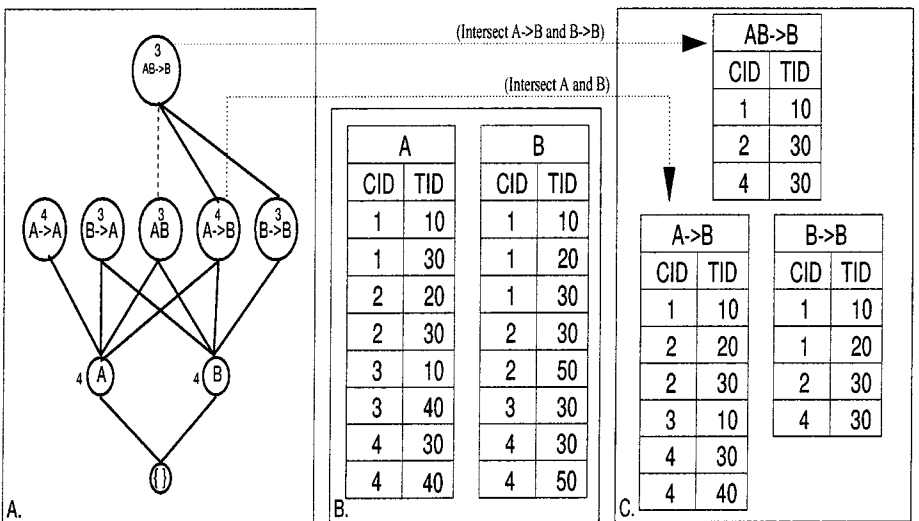 3
AB->B
4
A->A
3
B->A
3
AB
4
A->B
3
B->B
4 A
4 B
{}
A.
(Intersect A->B and B->B)
(Intersect A and B)
A
CID TID
1 10
1 30
2 20
2 30
3 10
3 40
4 30
4 40
B
CID TID
1 10
1 20
1 30
2 30
2 50
3 30
4 30
4 50
B.
AB->B
CID TID
1 10
2 30
4 30
A->B
CID TID
1 10
2 20
2 30
3 10
4 30
4 40
B->B
CID TID
1 10
1 20
2 30
4 30
C.